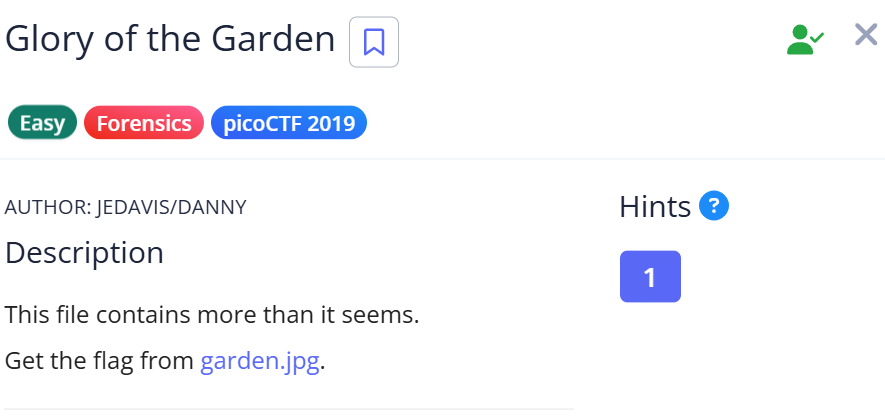 Glory of the Garden
Easy Forensics picoCTF 2019
AUTHOR: JEDAVIS/DANNY
Description
This file contains more than it seems.
Get the flag from garden.jpg.
Hints ?
1